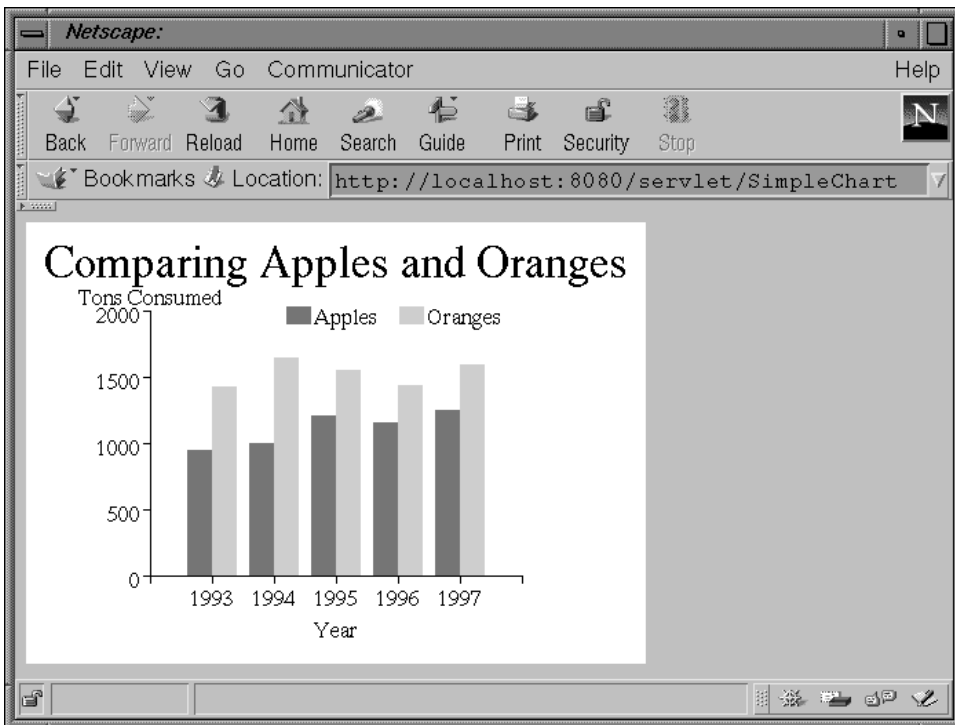 Netscape:
File Edit View Go Communicator Help
Back Forward Reload Home Search Guide Print Security Stop
N
Bookmarks Location: http://localhost:8080/servlet/SimpleChart
Comparing Apples and Oranges
Tons Consumed
Apples Oranges
2000
1500
1000
500
0
1993 1994 1995 1996 1997
Year